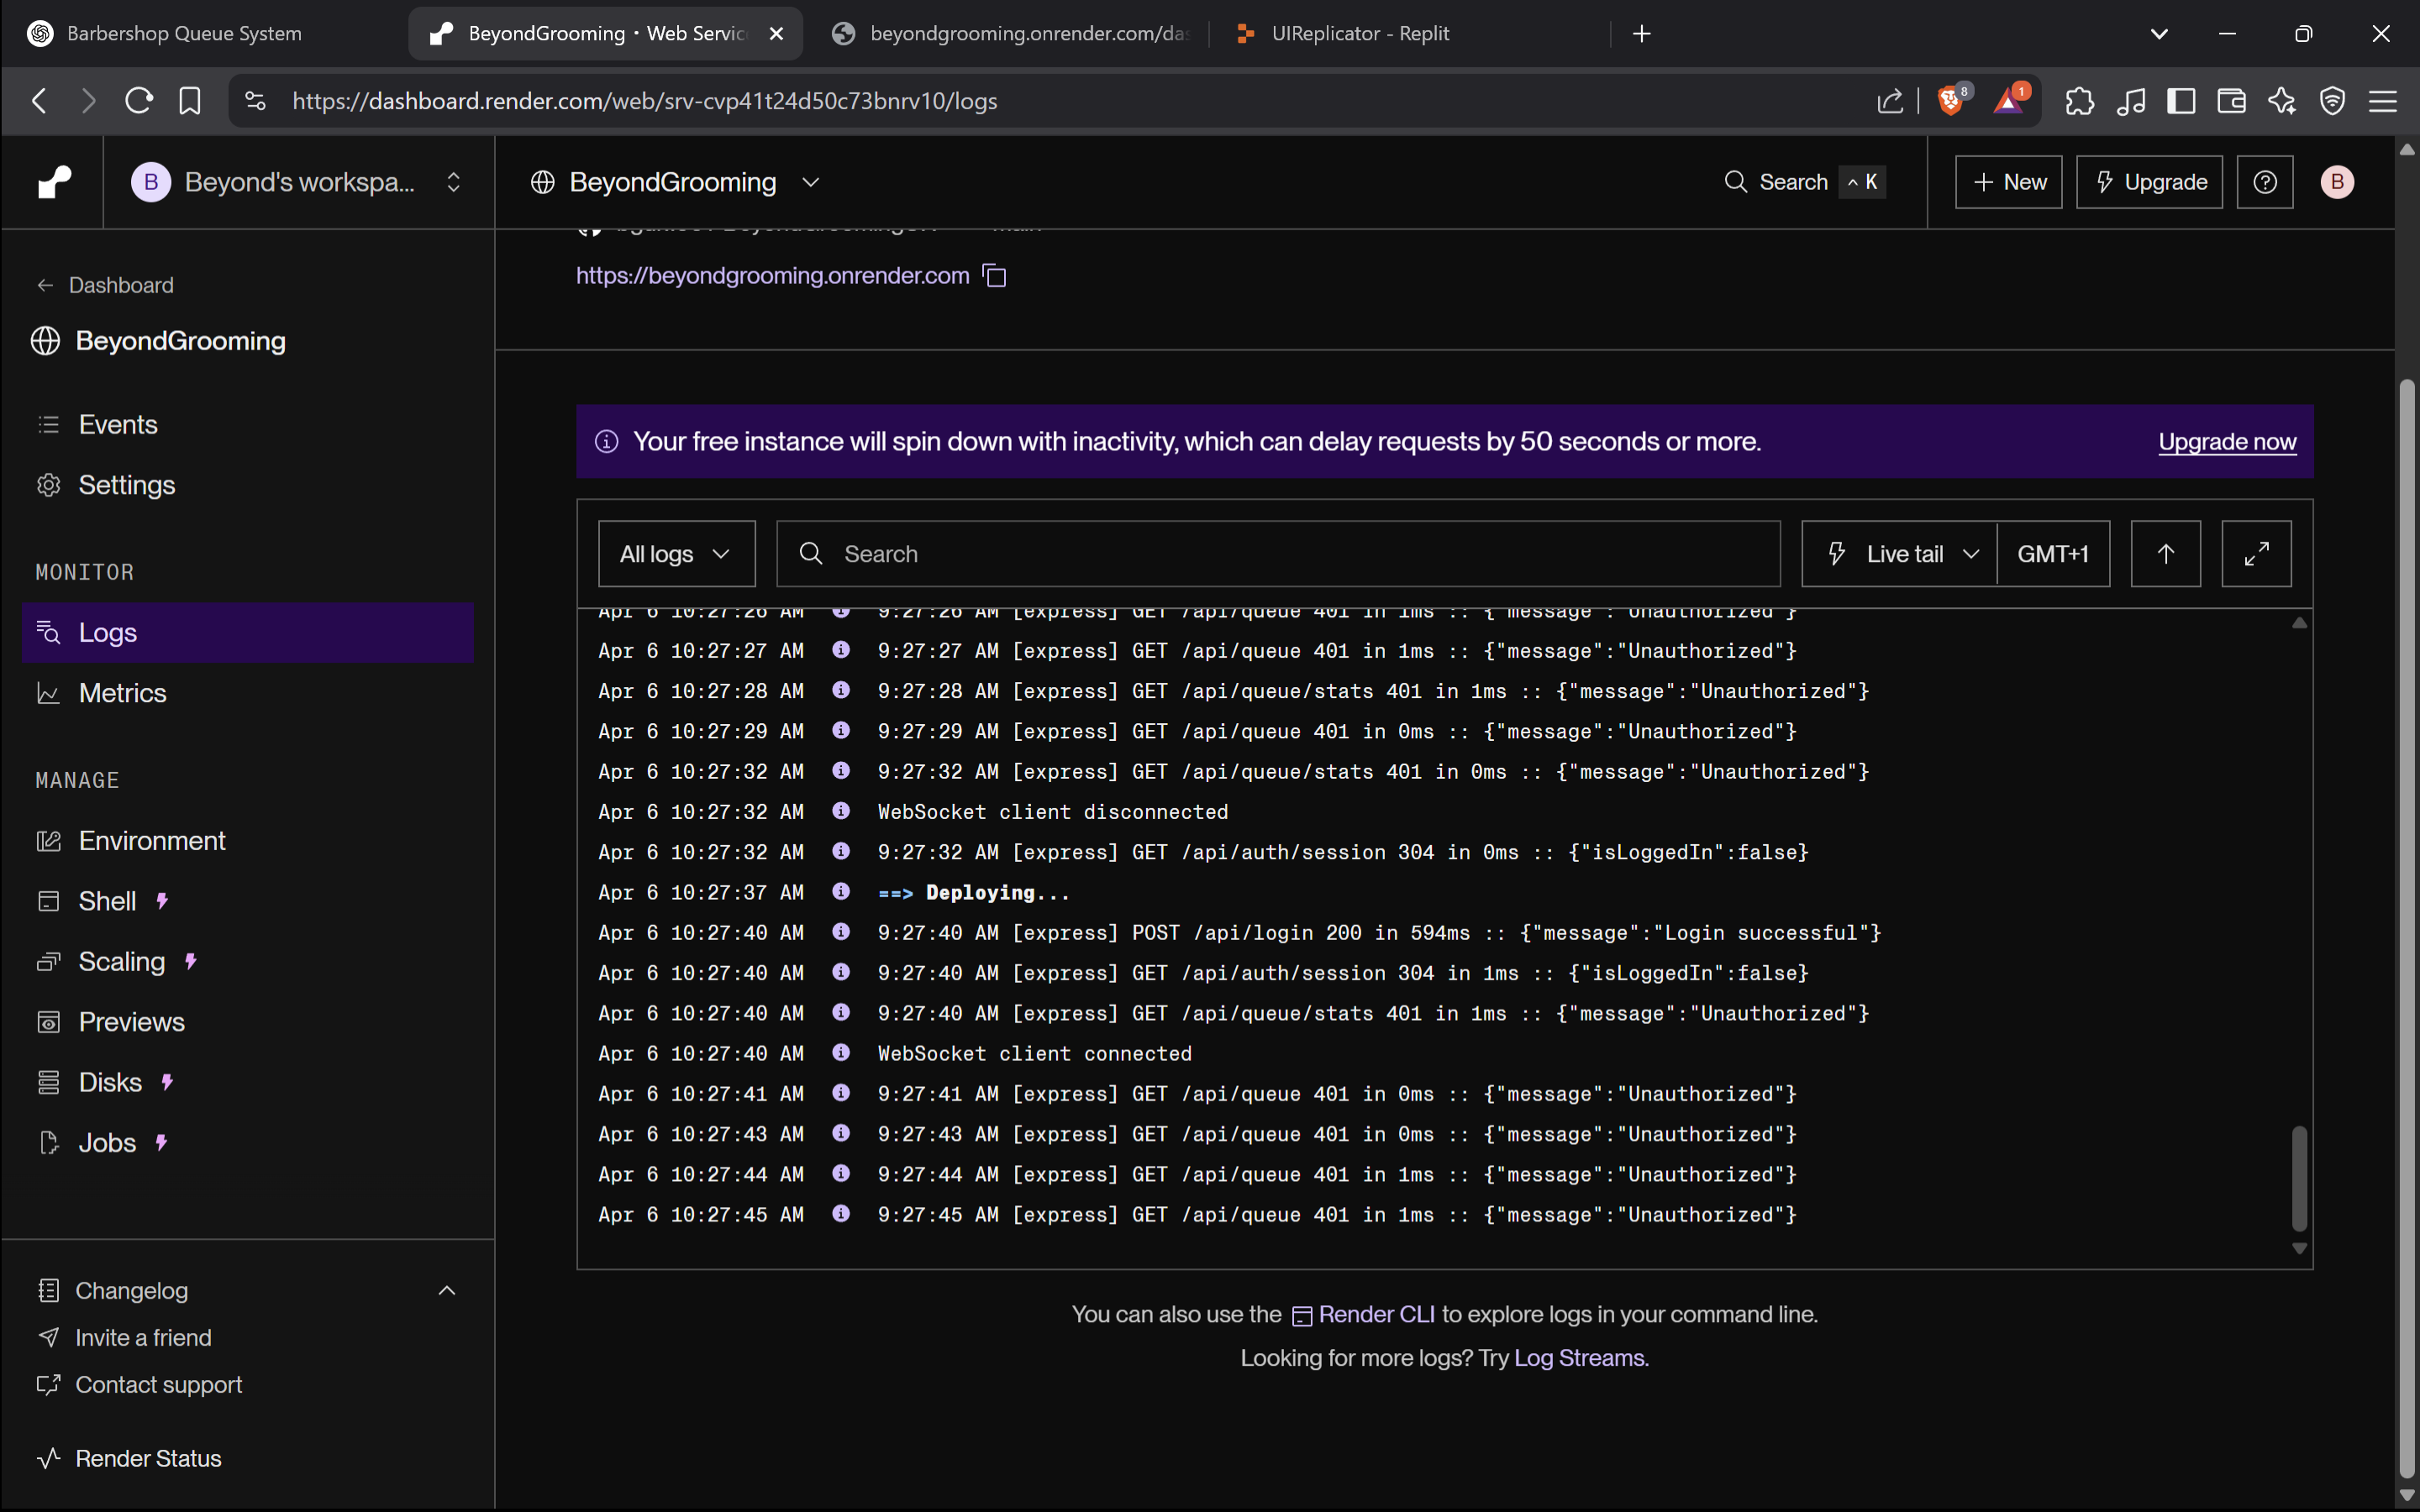 Barbershop Queue System
BeyondGrooming · Web Servic
beyondgrooming.onrender.com/das
UIReplicator - Replit
https://dashboard.render.com/web/srv-cvp41t24d50c73bnrv10/logs
8
1
B
Beyond's workspa...
BeyondGrooming
Search
K
New
Upgrade
B
Dashboard
BeyondGrooming
Events
Settings
MONITOR
Logs
Metrics
MANAGE
Environment
Shell
Scaling
Previews
Disks
Jobs
Changelog
Invite a friend
Contact support
Render Status
https://beyondgrooming.onrender.com
Your free instance will spin down with inactivity, which can delay requests by 50 seconds or more.
Upgrade now
All logs
Search
Live tail
GMT+1
Apr 6 10:27:26 AM 9:27:26 AM [express] GET /api/queue 401 in 1ms :: {"message":"Unauthorized"}
Apr 6 10:27:27 AM 9:27:27 AM [express] GET /api/queue 401 in 1ms :: {"message":"Unauthorized"}
Apr 6 10:27:28 AM 9:27:28 AM [express] GET /api/queue/stats 401 in 1ms :: {"message":"Unauthorized"}
Apr 6 10:27:29 AM 9:27:29 AM [express] GET /api/queue 401 in 0ms :: {"message":"Unauthorized"}
Apr 6 10:27:32 AM 9:27:32 AM [express] GET /api/queue/stats 401 in 0ms :: {"message":"Unauthorized"}
Apr 6 10:27:32 AM WebSocket client disconnected
Apr 6 10:27:32 AM 9:27:32 AM [express] GET /api/auth/session 304 in 0ms :: {"isLoggedIn":false}
Apr 6 10:27:37 AM ==> Deploying...
Apr 6 10:27:40 AM 9:27:40 AM [express] POST /api/login 200 in 594ms :: {"message":"Login successful"}
Apr 6 10:27:40 AM 9:27:40 AM [express] GET /api/auth/session 304 in 1ms :: {"isLoggedIn":false}
Apr 6 10:27:40 AM 9:27:40 AM [express] GET /api/queue/stats 401 in 1ms :: {"message":"Unauthorized"}
Apr 6 10:27:40 AM WebSocket client connected
Apr 6 10:27:41 AM 9:27:41 AM [express] GET /api/queue 401 in 0ms :: {"message":"Unauthorized"}
Apr 6 10:27:43 AM 9:27:43 AM [express] GET /api/queue 401 in 0ms :: {"message":"Unauthorized"}
Apr 6 10:27:44 AM 9:27:44 AM [express] GET /api/queue 401 in 1ms :: {"message":"Unauthorized"}
Apr 6 10:27:45 AM 9:27:45 AM [express] GET /api/queue 401 in 1ms :: {"message":"Unauthorized"}
You can also use the Render CLI to explore logs in your command line.
Looking for more logs? Try Log Streams.